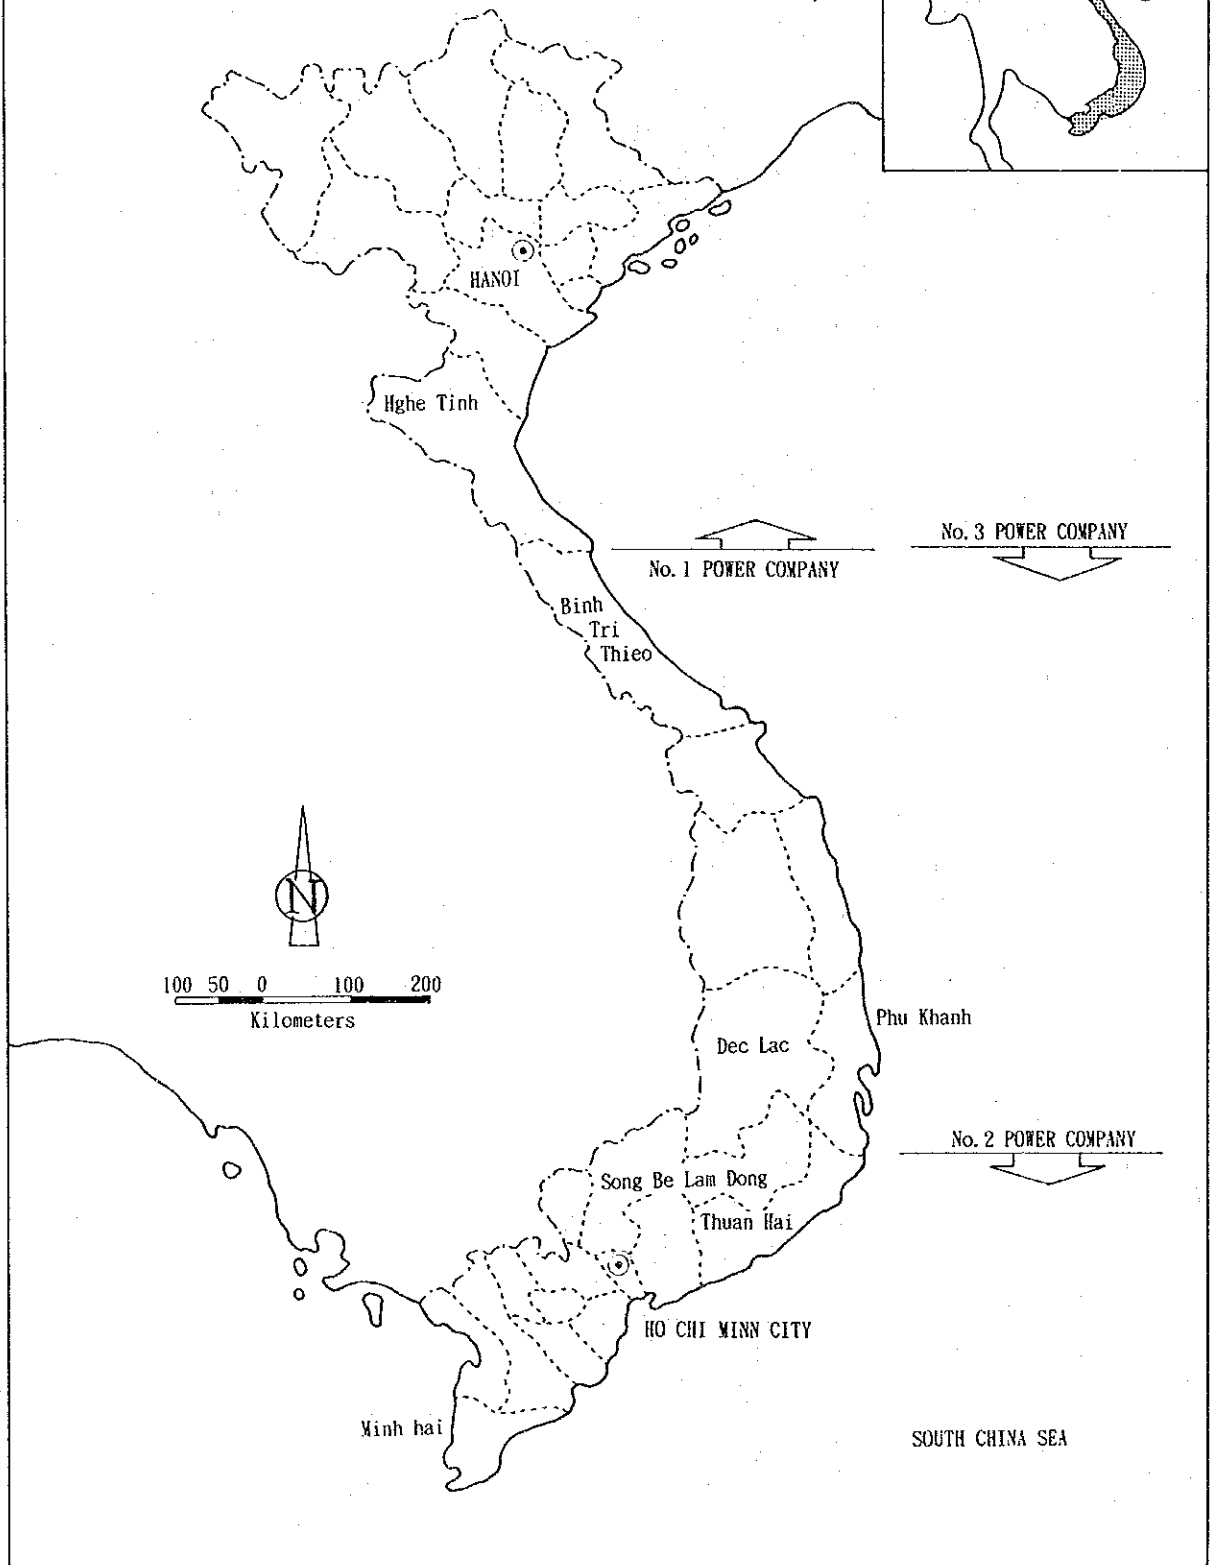 HANOI
Hghe Tinh
No. 3 POWER COMPANY
No. 1 POWER COMPANY
Binh
Tri
Thieo
N
100 50 0 100 200
Kilometers
Phu Khanh
Dec Lac
No. 2 POWER COMPANY
Song Be Lam Dong
Thuan Hai
HO CHI MINN CITY
Minh hai
SOUTH CHINA SEA